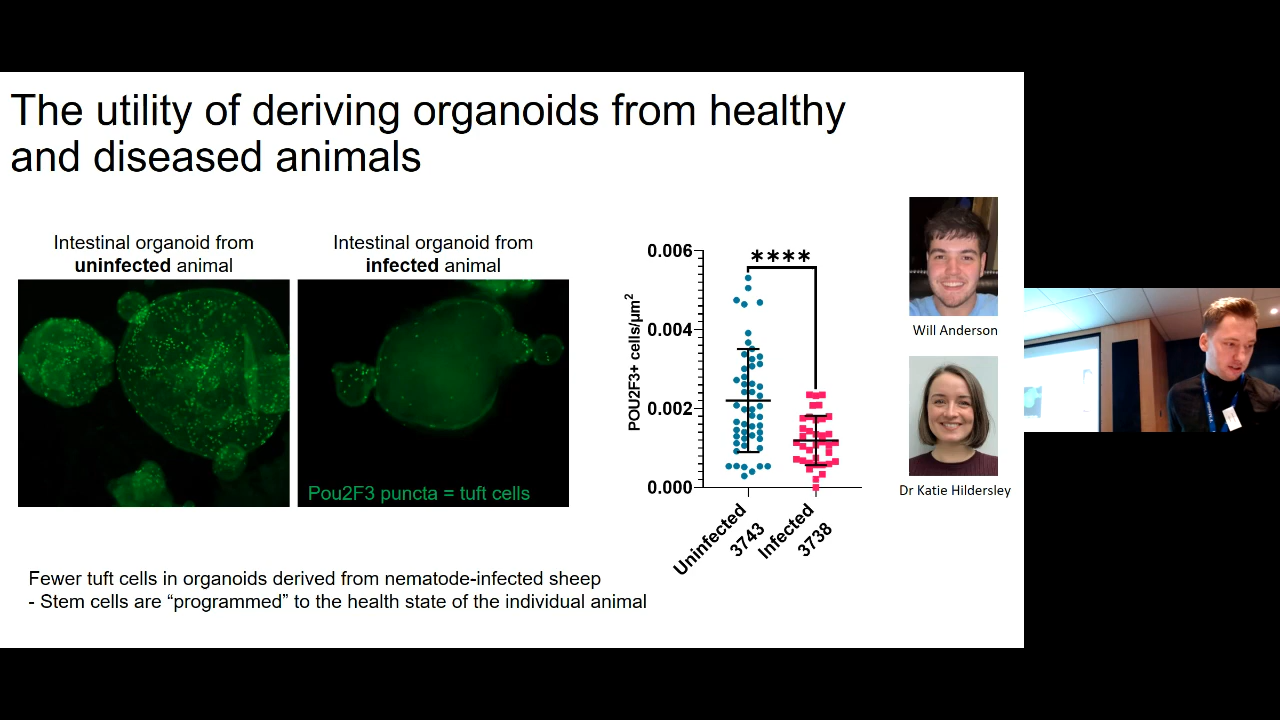 The utility of deriving organoids from healthy
and diseased animals
Intestinal organoid from
uninfected animal
Intestinal organoid from
infected animal
Pou2F3 puncta = tuft cells
POU2F3+ cells/µm²
0.006
0.004
0.002
0.000
****
Uninfected
3743
Infected
3738
Will Anderson
Dr Katie Hildersley
Fewer tuft cells in organoids derived from nematode-infected sheep
- Stem cells are “programmed” to the health state of the individual animal